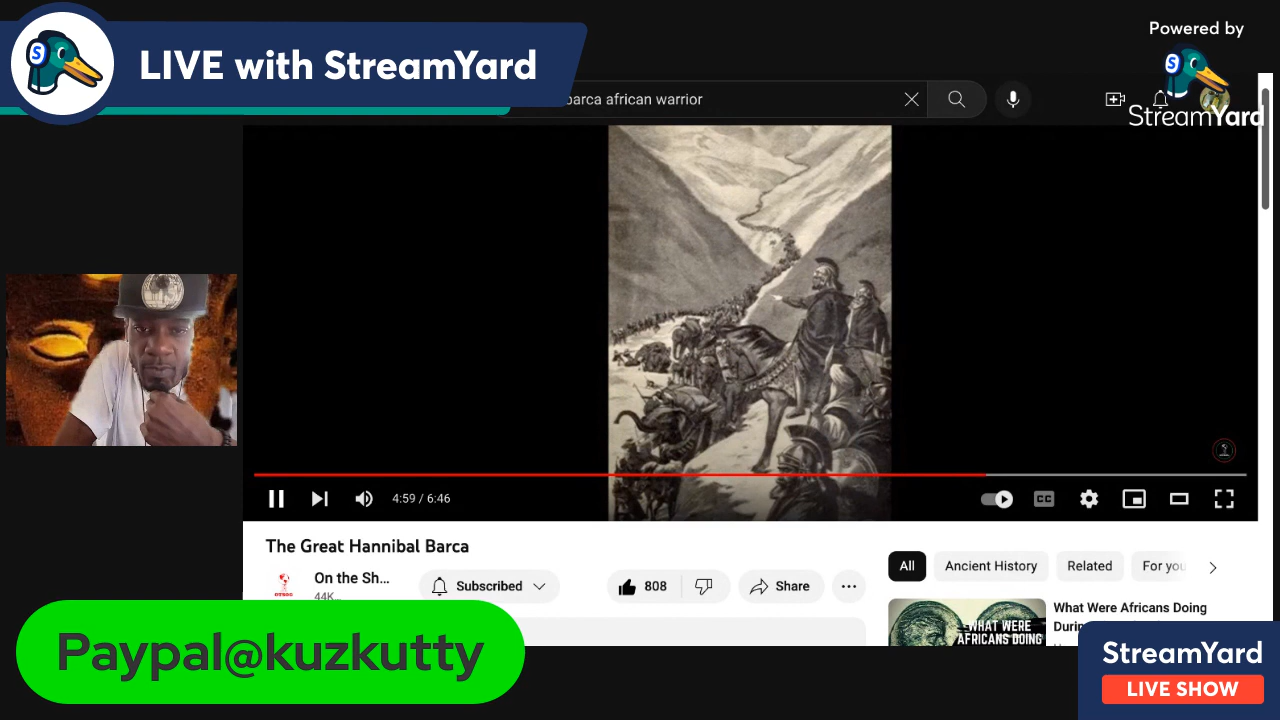 LIVE with StreamYard
Powered by
StreamYard
barca african warrior
4:59 / 6:46
CC
The Great Hannibal Barca
On the Sh...
44K...
Subscribed
808
Share
All
Ancient History
Related
For you
What Were Africans Doing
WHAT WERE
AFRICANS DOING
Paypal@kuzkutty
StreamYard
LIVE SHOW